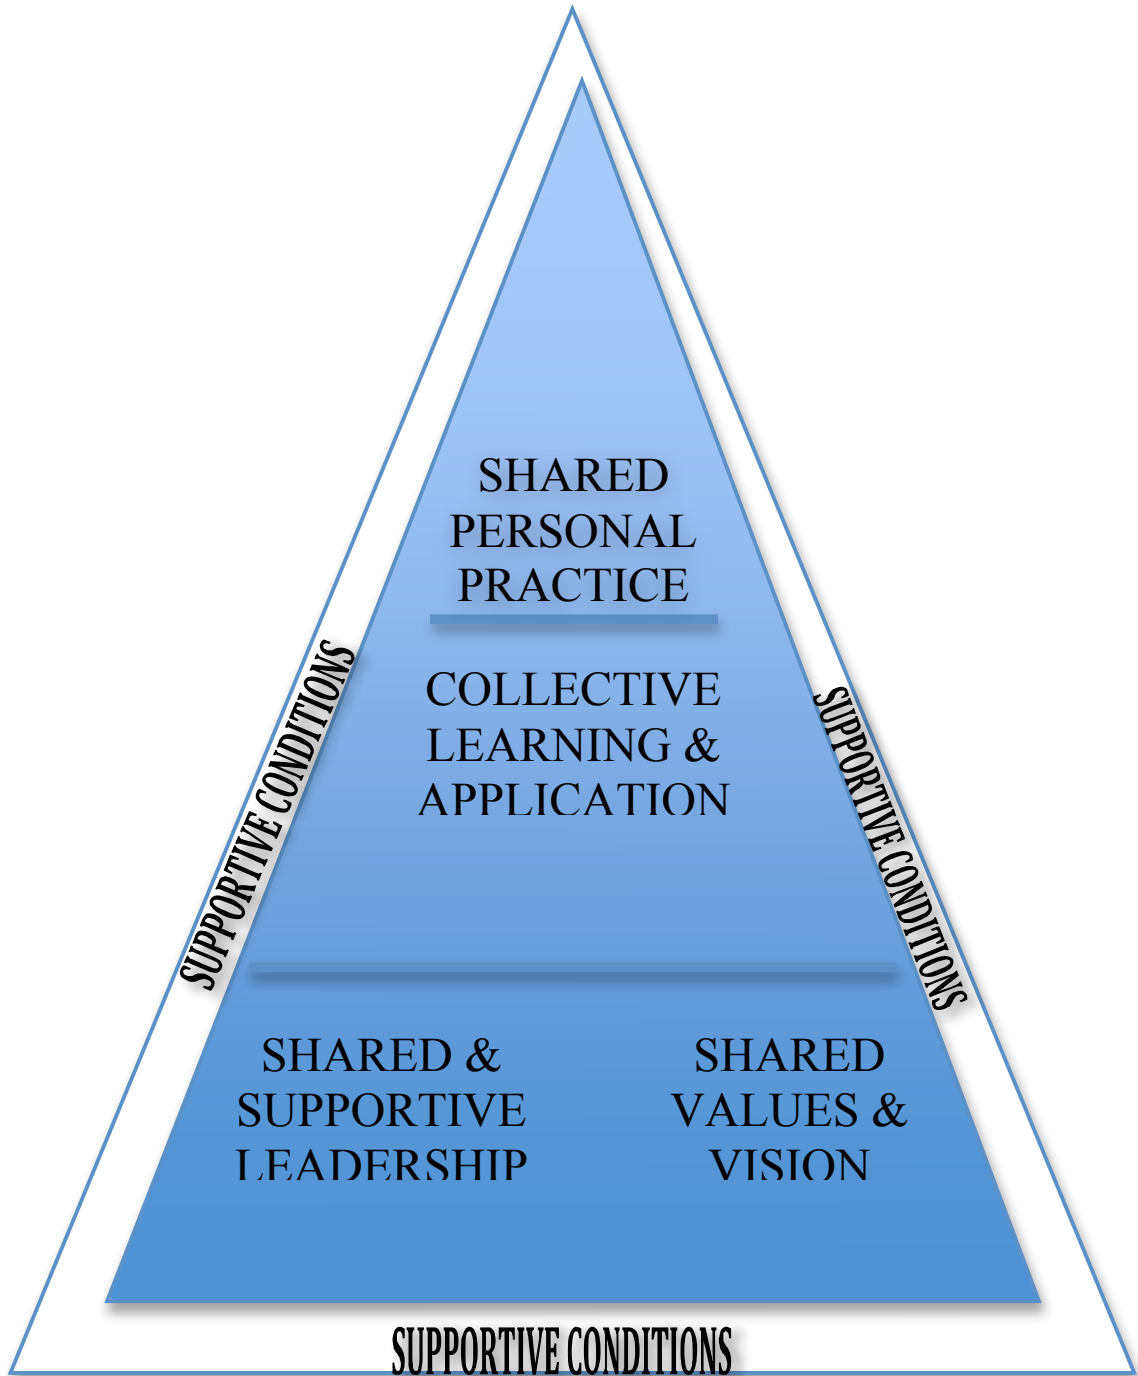 SHARED
PERSONAL
PRACTICE
COLLECTIVE
LEARNING &
APPLICATION
SUPPORTIVE CONDITIONS
SUPPORTIVE CONDITIONS
SHARED &
SUPPORTIVE
LEADERSHIP
SHARED
VALUES &
VISION
SUPPORTIVE CONDITIONS